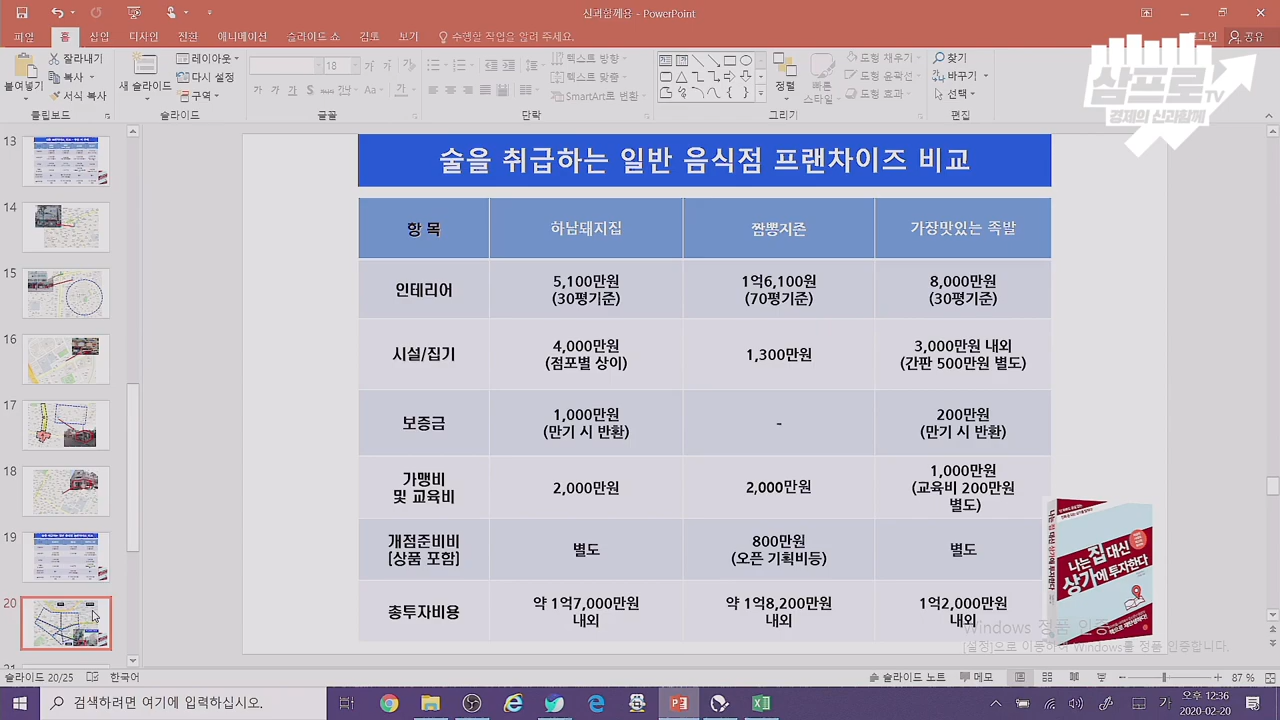 신과함께2 - PowerPoint
파일 홈 삽입 디자인 전환 애니메이션 슬라이드 쇼 검토 보기 수행할 작업을 알려 주세요. 공유
잘라내기
복사
서식 복사
붙여넣기
클립보드
새 슬라이드
레이아웃
다시 설정
구역
슬라이드
18
글꼴
텍스트 방향
텍스트 맞춤
SmartArt로 변환
단락
정렬
빠른
스타일
도형 채우기
도형 윤곽선
도형 효과
그리기
찾기
바꾸기
선택
편집
삼프로TV
경제의 신과함께
13
14
15
16
17
18
19
20
술을 취급하는 일반 음식점 프랜차이즈 비교
항 목 하남돼지집 짬뽕지존 가장맛있는 족발
인테리어 5,100만원 (30평기준) 1억6,100원 (70평기준) 8,000만원 (30평기준)
시설/집기 4,000만원 (점포별 상이) 1,300만원 3,000만원 내외 (간판 500만원 별도)
보증금 1,000만원 (만기 시 반환) - 200만원 (만기 시 반환)
가맹비 및 교육비 2,000만원 2,000만원 1,000만원 (교육비 200만원 별도)
개점준비비 [상품 포함] 별도 800만원 (오픈 기획비등) 별도
총투자비용 약 1억7,000만원 내외 약 1억8,200만원 내외 1억2,000만원 내외
나는 집 대신
상가에 투자한다
나는 집 대신 상가에 투자한다
Windows 정품 인증
[설정]으로 이동하여 Windows를 정품 인증합니다.
슬라이드 20/25 한국어 슬라이드 노트 메모 87 %
검색하려면 여기에 입력하십시오.
오후 12:36
2020-02-20